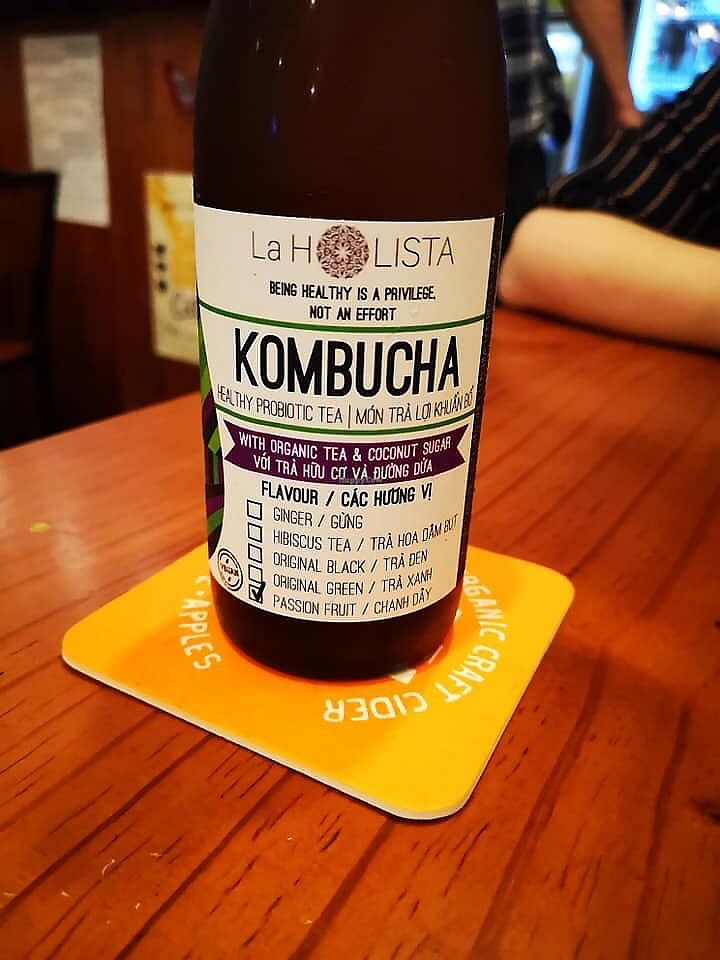 La HOLISTA
BEING HEALTHY IS A PRIVILEGE,
NOT AN EFFORT
KOMBUCHA
HEALTHY PROBIOTIC TEA | MÓN TRÀ LỢI KHUẨN BỔ
WITH ORGANIC TEA & COCONUT SUGAR
VỚI TRÀ HỮU CƠ VÀ ĐƯỜNG DỪA
FLAVOUR / CÁC HƯƠNG VỊ
GINGER / GỪNG
HIBISCUS TEA / TRÀ HOA DÂM BỤT
ORIGINAL BLACK / TRÀ ĐEN
ORIGINAL GREEN / TRÀ XANH
PASSION FRUIT / CHANH DÂY
VEGAN
APPLES
ORGANIC CRAFT CIDER
HappyCow